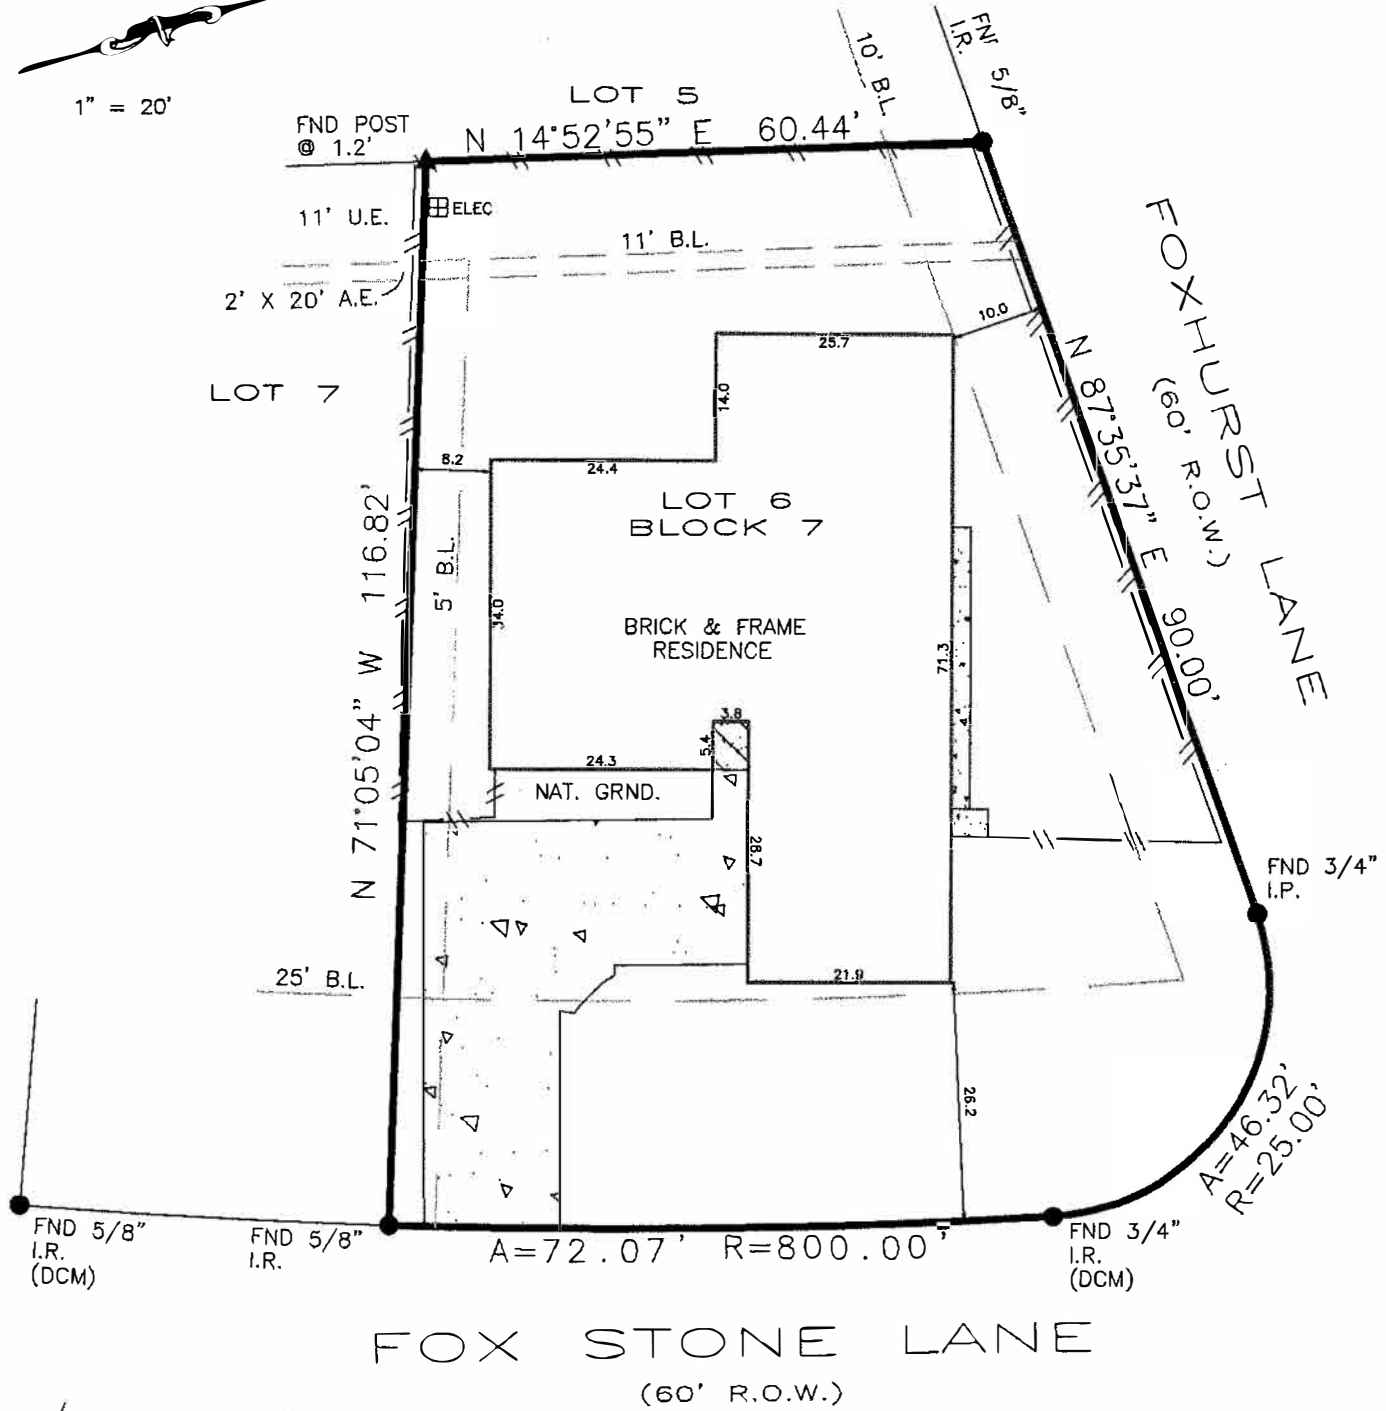 1" = 20'
LOT 5
FND POST
@ 1.2'
N 14°52'55" E 60.44'
10' B.L.
5/8"
I.R.
11' U.E.
ELEC
11' B.L.
2' X 20' A.E.
10.0
25.7
14.0
LOT 7
8.2
24.4
LOT 6
BLOCK 7
FOXHURST LANE
(60' R.O.W.)
N 87°35'37" E 90.00'
N 71°05'04" W 116.82'
5' B.L.
34.0
BRICK & FRAME
RESIDENCE
71.3
3.8
5.4
24.3
NAT. GRND.
28.7
FND 3/4"
I.P.
25' B.L.
21.9
26.2
A=46.32'
R=25.00'
FND 5/8"
I.R.
(DCM)
FND 5/8"
I.R.
A=72.07' R=800.00'
FND 3/4"
I.R.
(DCM)
FOX STONE LANE
(60' R.O.W.)